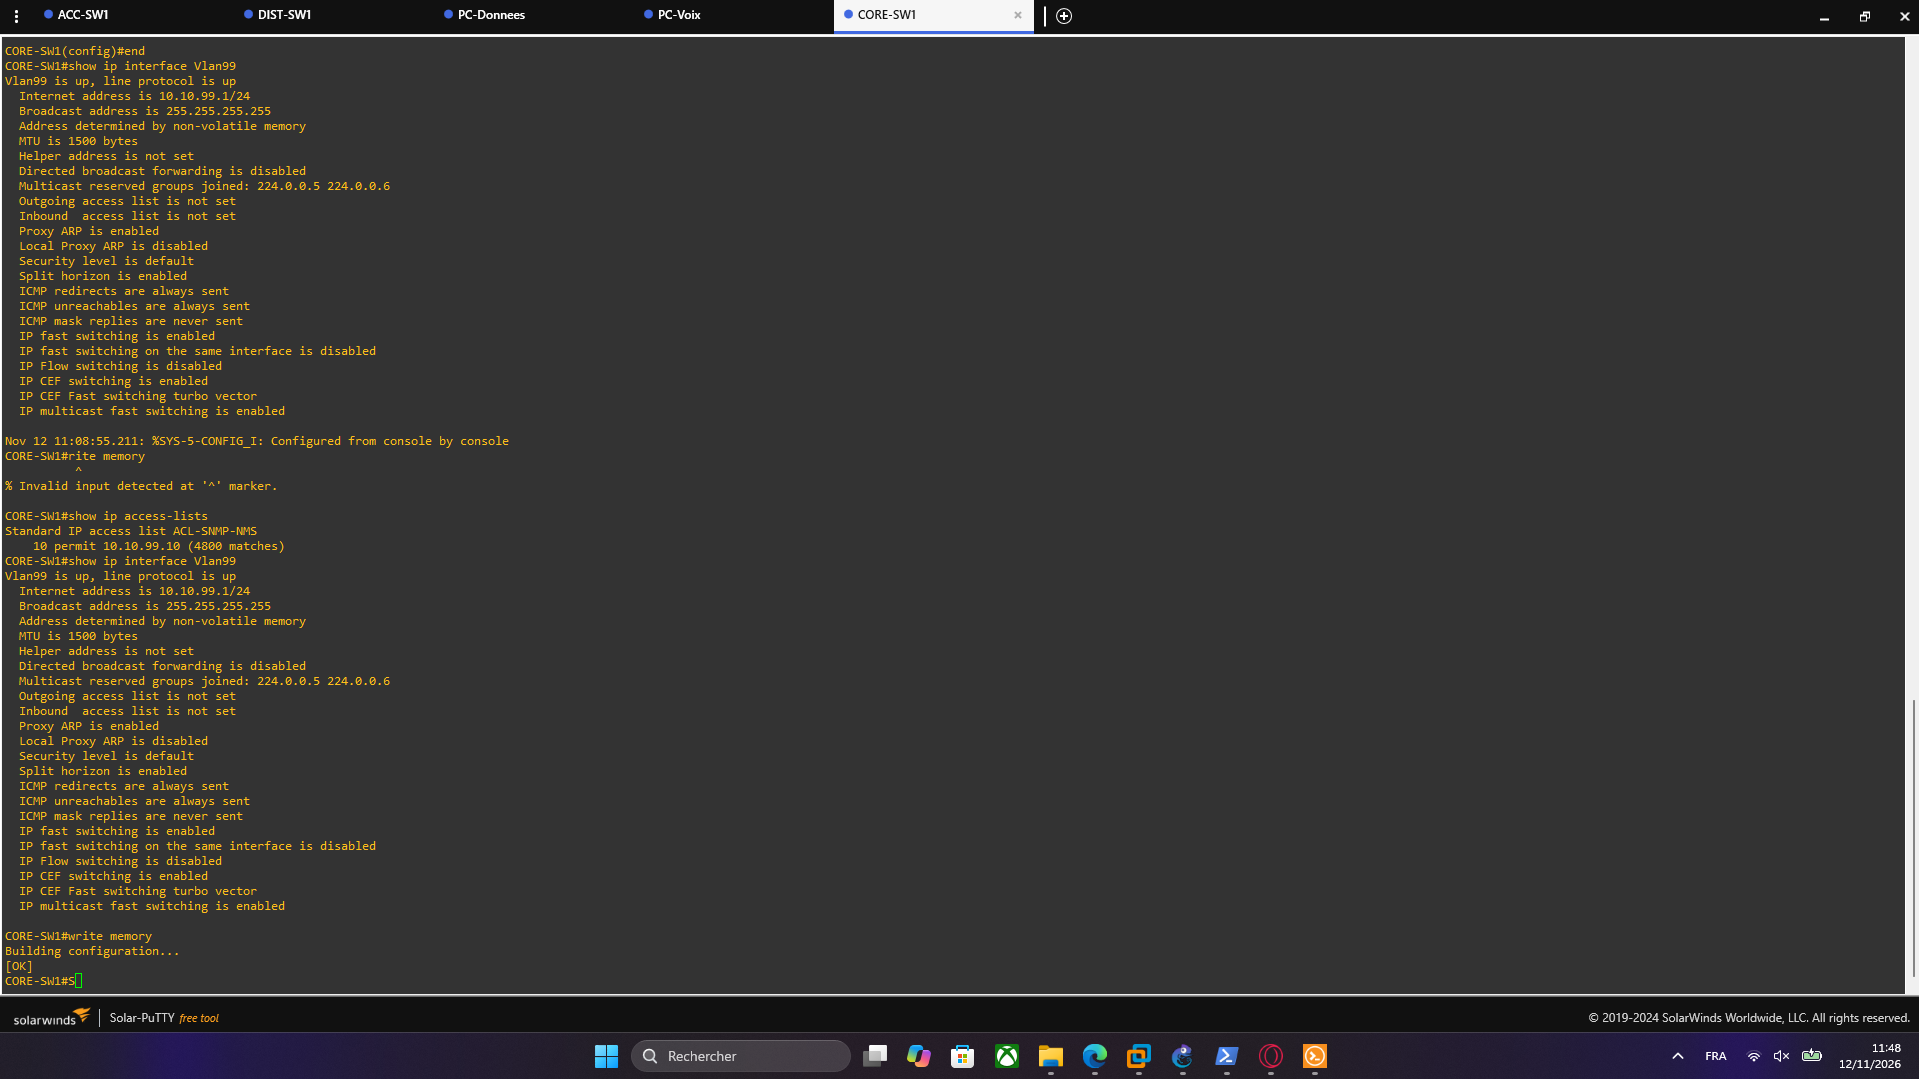 ACC-SW1
DIST-SW1
PC-Donnees
PC-Voix
CORE-SW1
CORE-SW1(config)#end
CORE-SW1#show ip interface Vlan99
Vlan99 is up, line protocol is up
  Internet address is 10.10.99.1/24
  Broadcast address is 255.255.255.255
  Address determined by non-volatile memory
  MTU is 1500 bytes
  Helper address is not set
  Directed broadcast forwarding is disabled
  Multicast reserved groups joined: 224.0.0.5 224.0.0.6
  Outgoing access list is not set
  Inbound  access list is not set
  Proxy ARP is enabled
  Local Proxy ARP is disabled
  Security level is default
  Split horizon is enabled
  ICMP redirects are always sent
  ICMP unreachables are always sent
  ICMP mask replies are never sent
  IP fast switching is enabled
  IP fast switching on the same interface is disabled
  IP Flow switching is disabled
  IP CEF switching is enabled
  IP CEF Fast switching turbo vector
  IP multicast fast switching is enabled
Nov 12 11:08:55.211: %SYS-5-CONFIG_I: Configured from console by console
CORE-SW1#rite memory
^
% Invalid input detected at '^' marker.
CORE-SW1#show ip access-lists
Standard IP access list ACL-SNMP-NMS
    10 permit 10.10.99.10 (4800 matches)
CORE-SW1#show ip interface Vlan99
Vlan99 is up, line protocol is up
  Internet address is 10.10.99.1/24
  Broadcast address is 255.255.255.255
  Address determined by non-volatile memory
  MTU is 1500 bytes
  Helper address is not set
  Directed broadcast forwarding is disabled
  Multicast reserved groups joined: 224.0.0.5 224.0.0.6
  Outgoing access list is not set
  Inbound  access list is not set
  Proxy ARP is enabled
  Local Proxy ARP is disabled
  Security level is default
  Split horizon is enabled
  ICMP redirects are always sent
  ICMP unreachables are always sent
  ICMP mask replies are never sent
  IP fast switching is enabled
  IP fast switching on the same interface is disabled
  IP Flow switching is disabled
  IP CEF switching is enabled
  IP CEF Fast switching turbo vector
  IP multicast fast switching is enabled
CORE-SW1#write memory
Building configuration...
[OK]
CORE-SW1#S
solarwinds
Solar-PuTTY free tool
© 2019-2024 SolarWinds Worldwide, LLC. All rights reserved.
Rechercher
FRA
11:48
12/11/2026